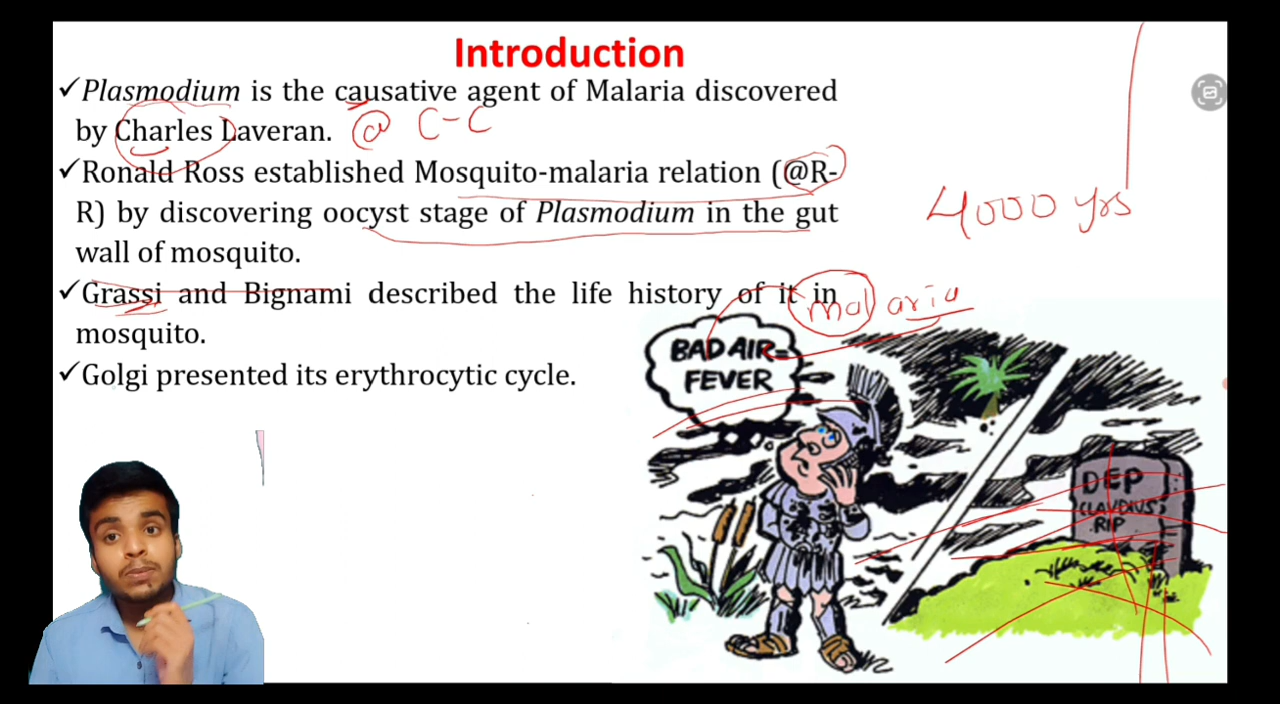 Introduction
✓Plasmodium is the causative agent of Malaria discovered
by Charles Laveran. @ C-C
✓Ronald Ross established Mosquito-malaria relation (@R-
R) by discovering oocyst stage of Plasmodium in the gut
wall of mosquito.
4000 yrs
✓Grassi and Bignami described the life history of it in
mosquito.
✓Golgi presented its erythrocytic cycle.
malaria
BAD AIR=
FEVER
DEP
CLAVDIVS
RIP